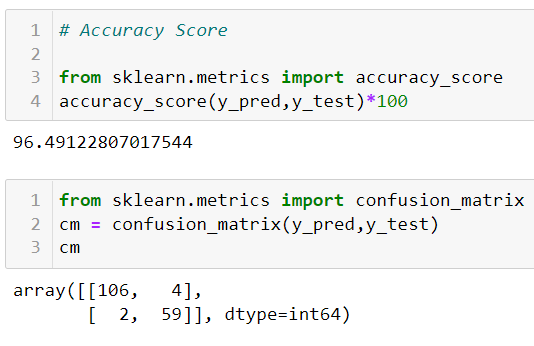 1 # Accuracy Score
2
3 from sklearn.metrics import accuracy_score
4 accuracy_score(y_pred,y_test)*100
96.49122807017544
1 from sklearn.metrics import confusion_matrix
2 cm = confusion_matrix(y_pred,y_test)
3 cm
array([[106,   4],
       [  2,  59]], dtype=int64)